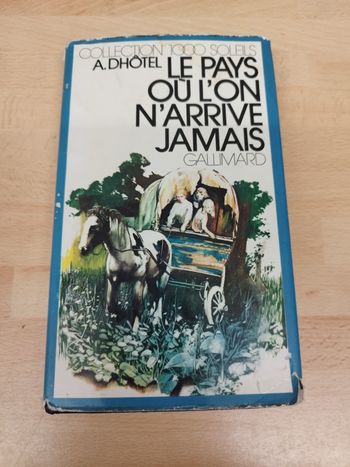 COLLECTION 1000 SOLEILS
A. DHÔTEL LE PAYS
OÙ L'ON
N'ARRIVE
JAMAIS
GALLIMARD